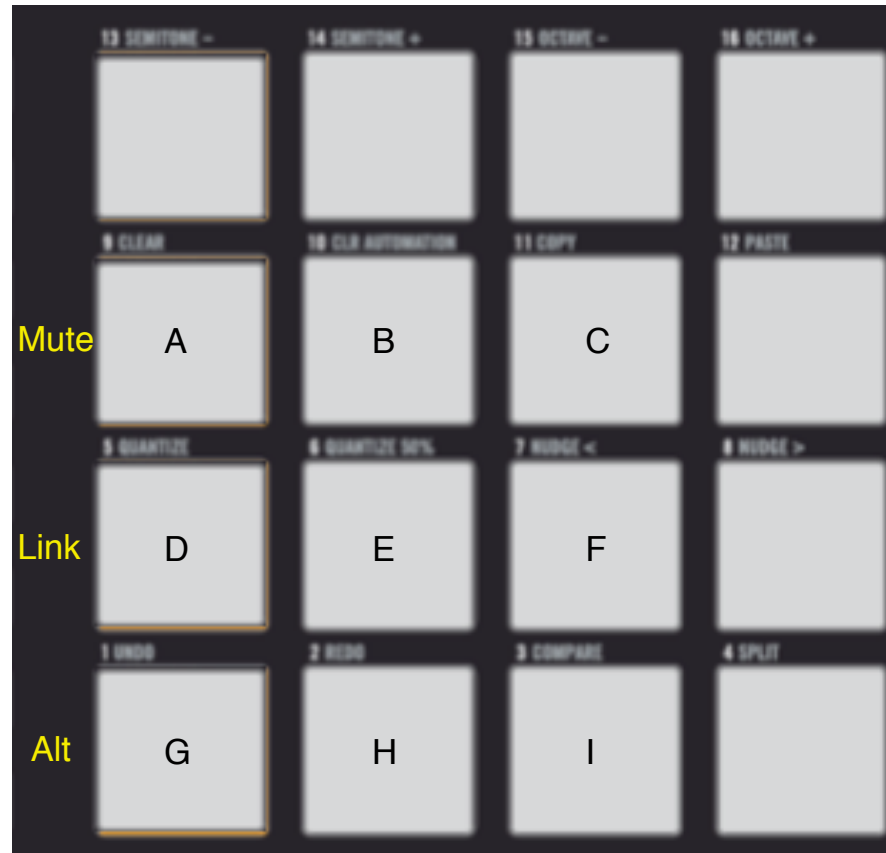 13 SEMITONE – 14 SEMITONE + 15 OCTAVE – 16 OCTAVE +
9 CLEAR 10 CLR AUTOMATION 11 COPY 12 PASTE
Mute A B C
5 QUANTIZE 6 QUANTIZE 50% 7 NUDGE < 8 NUDGE >
Link D E F
1 UNDO 2 REDO 3 COMPARE 4 SPLIT
Alt G H I